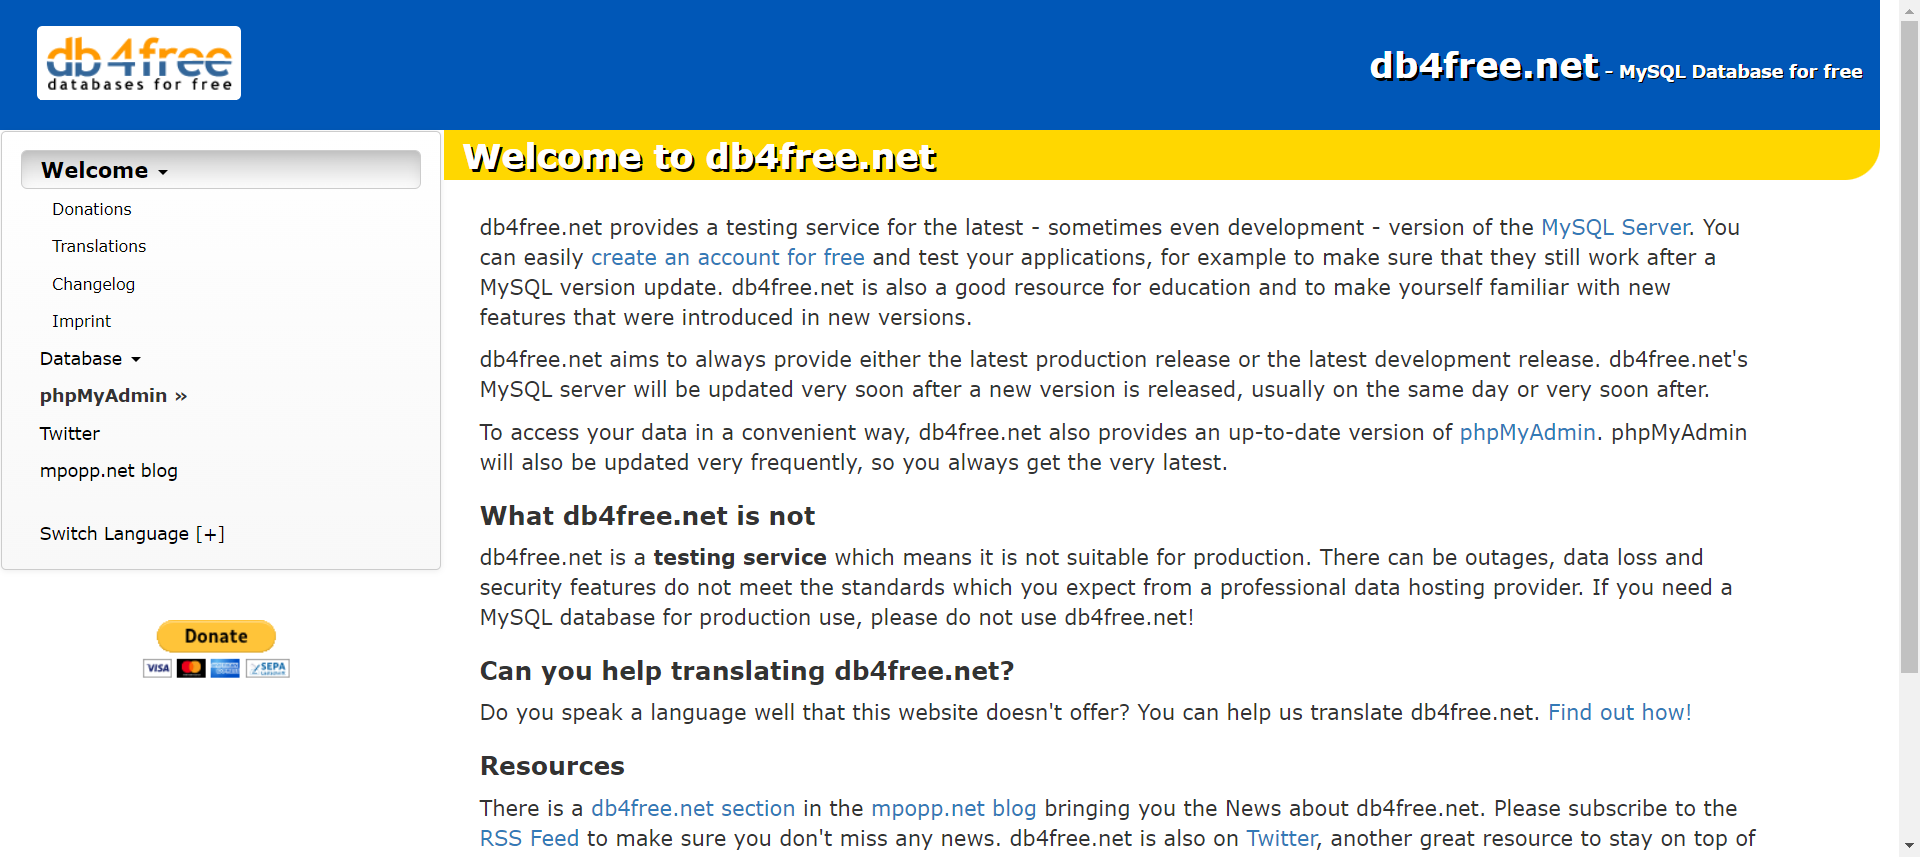 db4free
databases for free
db4free.net - MySQL Database for free
Welcome
Donations
Translations
Changelog
Imprint
Database
phpMyAdmin »
Twitter
mpopp.net blog
Switch Language [+]
Donate
VISA
SEPA
Welcome to db4free.net
db4free.net provides a testing service for the latest - sometimes even development - version of the MySQL Server. You
can easily create an account for free and test your applications, for example to make sure that they still work after a
MySQL version update. db4free.net is also a good resource for education and to make yourself familiar with new
features that were introduced in new versions.
db4free.net aims to always provide either the latest production release or the latest development release. db4free.net's
MySQL server will be updated very soon after a new version is released, usually on the same day or very soon after.
To access your data in a convenient way, db4free.net also provides an up-to-date version of phpMyAdmin. phpMyAdmin
will also be updated very frequently, so you always get the very latest.
What db4free.net is not
db4free.net is a testing service which means it is not suitable for production. There can be outages, data loss and
security features do not meet the standards which you expect from a professional data hosting provider. If you need a
MySQL database for production use, please do not use db4free.net!
Can you help translating db4free.net?
Do you speak a language well that this website doesn't offer? You can help us translate db4free.net. Find out how!
Resources
There is a db4free.net section in the mpopp.net blog bringing you the News about db4free.net. Please subscribe to the
RSS Feed to make sure you don't miss any news. db4free.net is also on Twitter, another great resource to stay on top of